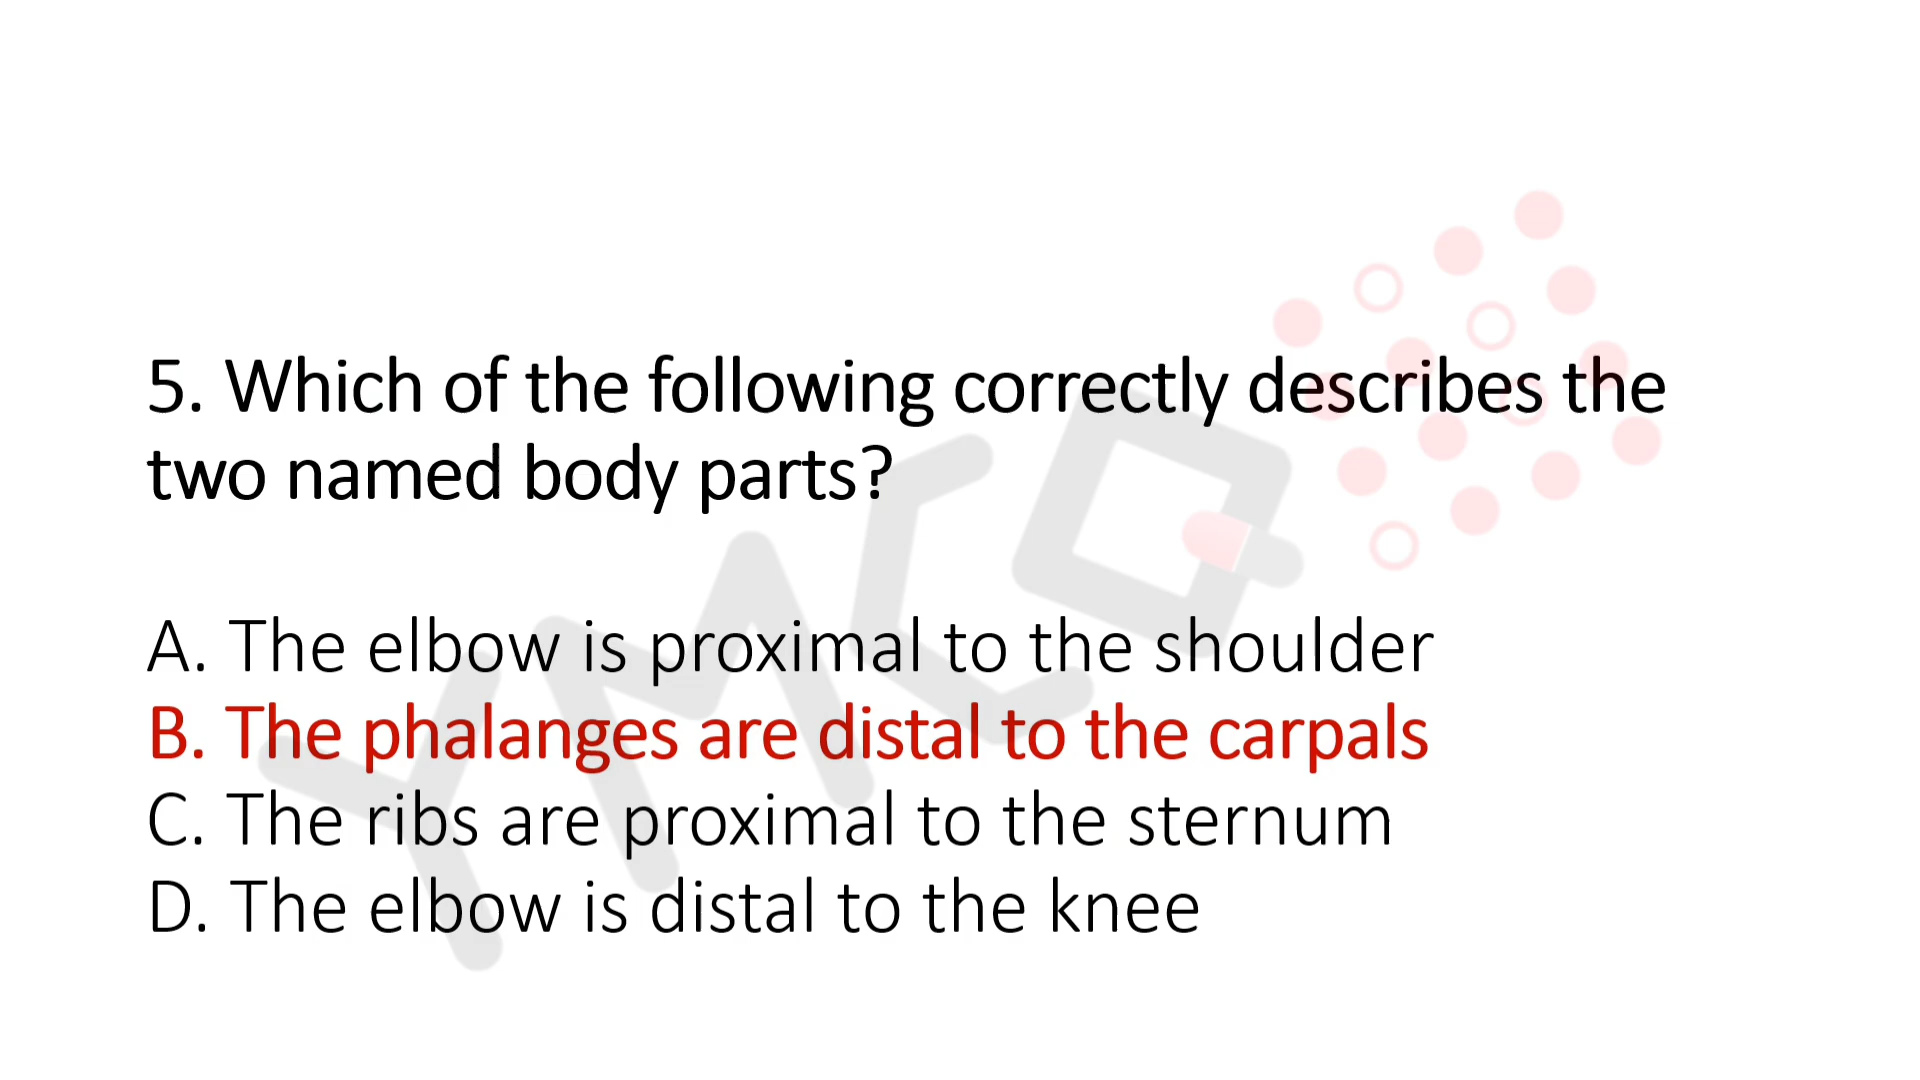 5. Which of the following correctly describes the
two named body parts?
A. The elbow is proximal to the shoulder
B. The phalanges are distal to the carpals
C. The ribs are proximal to the sternum
D. The elbow is distal to the knee
YMCQ